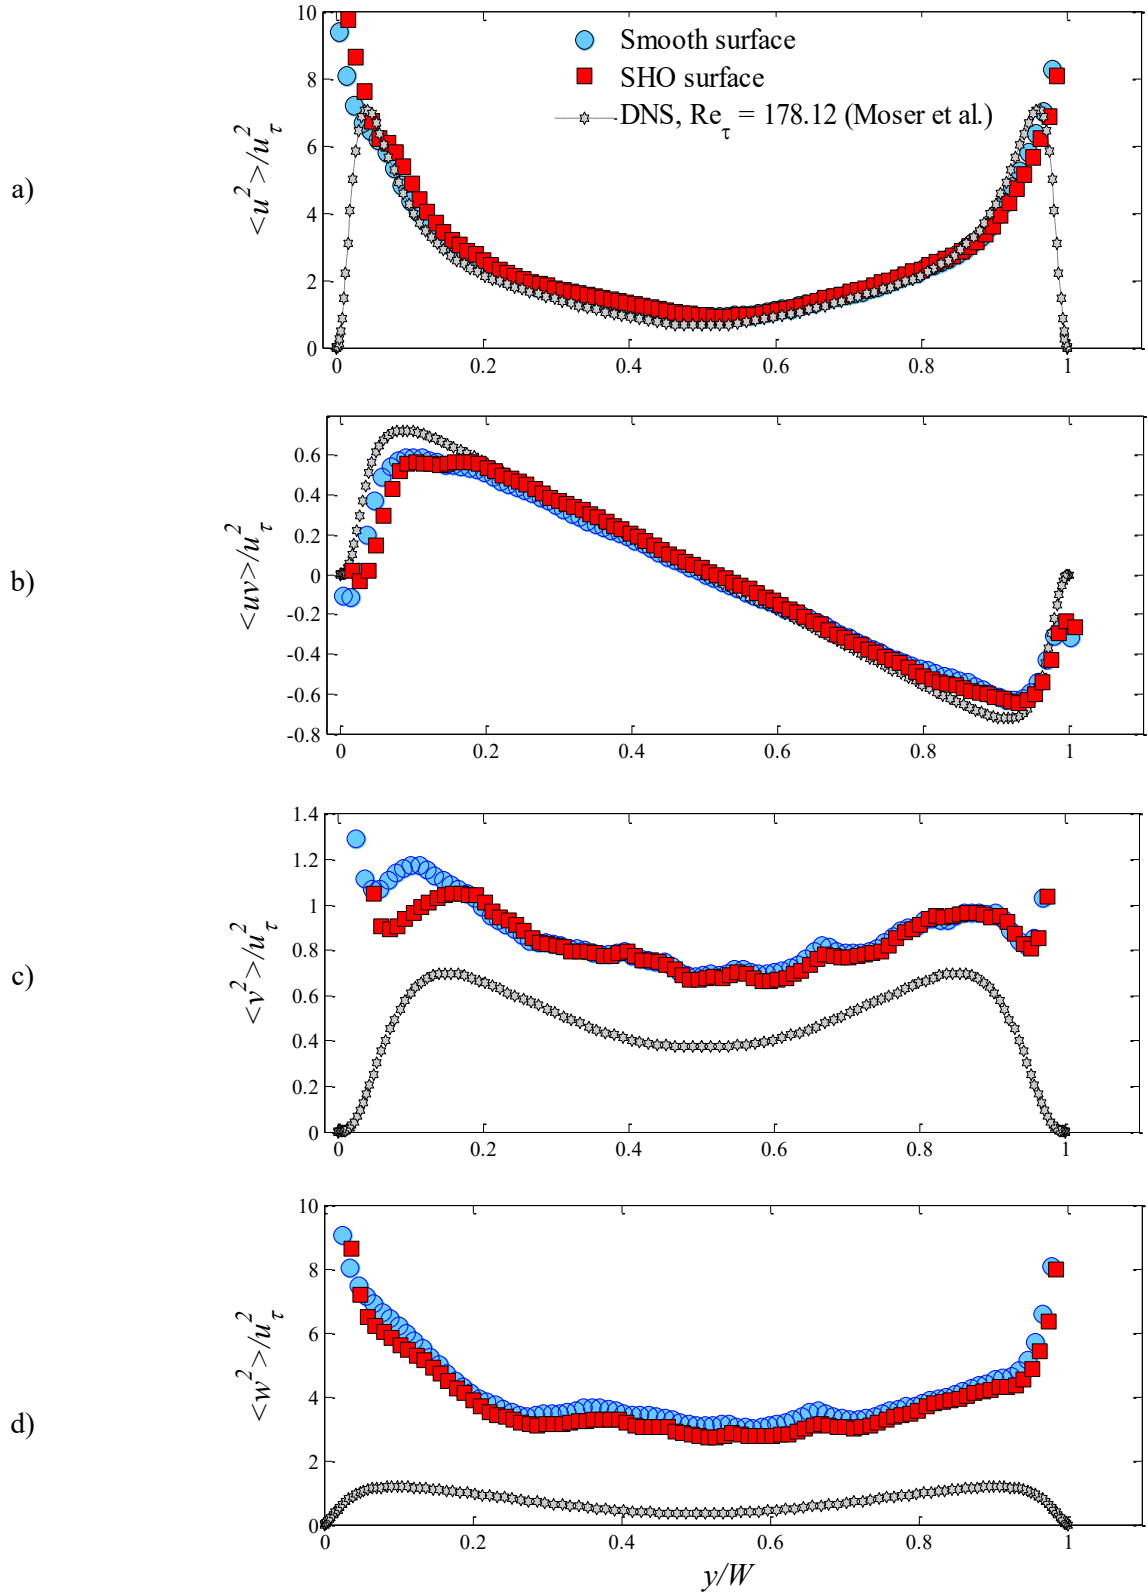 10
Smooth surface
8
SHO surface
DNS, Reτ = 178.12 (Moser et al.)
6
a)
<u²>/u²τ
4
2
0
0 0.2 0.4 0.6 0.8 1
0.6
0.4
0.2
b)
<uv>/u²τ
0
-0.2
-0.4
-0.6
-0.8
0 0.2 0.4 0.6 0.8 1
1.4
1.2
1
c)
<v²>/u²τ
0.8
0.6
0.4
0.2
0
0 0.2 0.4 0.6 0.8 1
10
8
6
d)
<w²>/u²τ
4
2
0
0 0.2 0.4 0.6 0.8 1
y/W